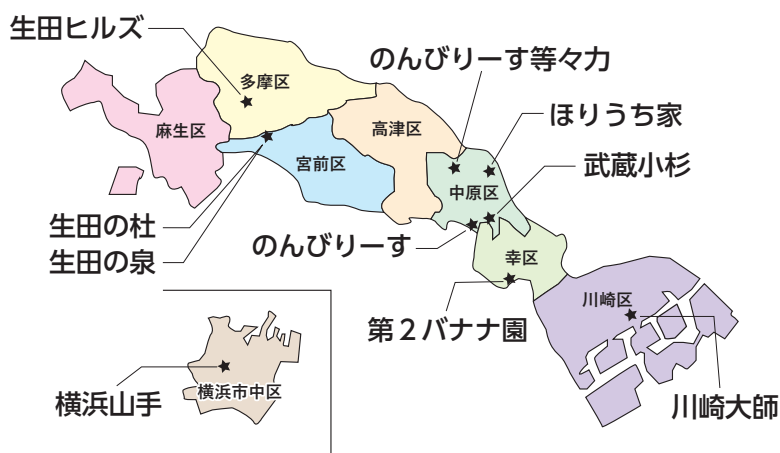 生田ヒルズ
のんびりーす等々力
多摩区
ほりうち家
麻生区
高津区
宮前区
武蔵小杉
中原区
生田の杜
のんびりーす
生田の泉
幸区
川崎区
第２バナナ園
横浜市中区
横浜山手
川崎大師